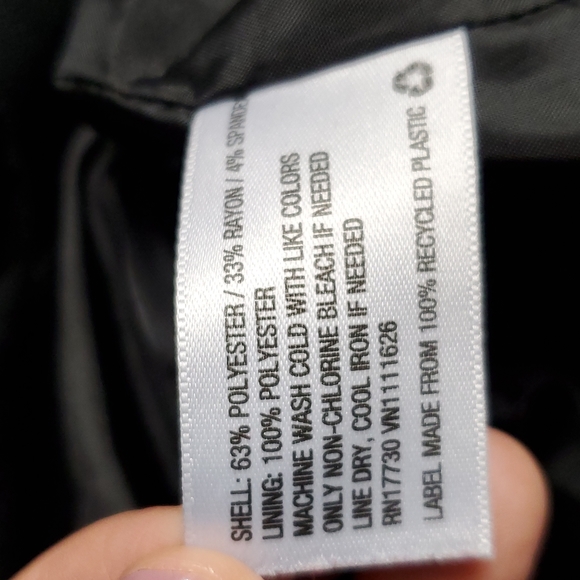 SHELL: 63% POLYESTER / 33% RAYON / 4% SPANDEX
LINING: 100% POLYESTER
MACHINE WASH COLD WITH LIKE COLORS
ONLY NON-CHLORINE BLEACH IF NEEDED
LINE DRY, COOL IRON IF NEEDED
RN17730 VN1111626
LABEL MADE FROM 100% RECYCLED PLASTIC